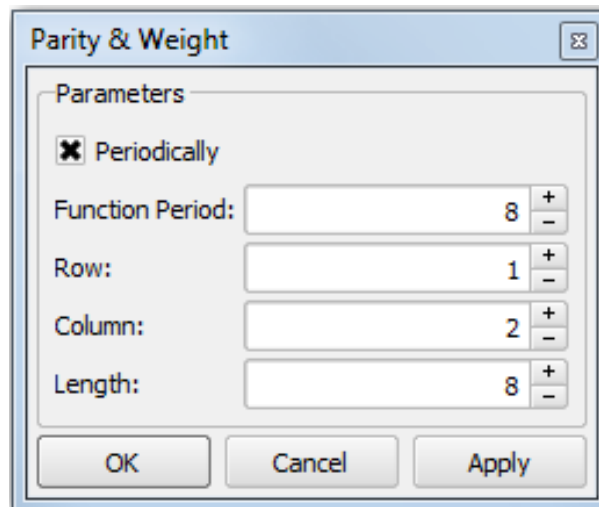 Parity & Weight
Parameters
Periodically
Function Period: 8
Row: 1
Column: 2
Length: 8
OK Cancel Apply